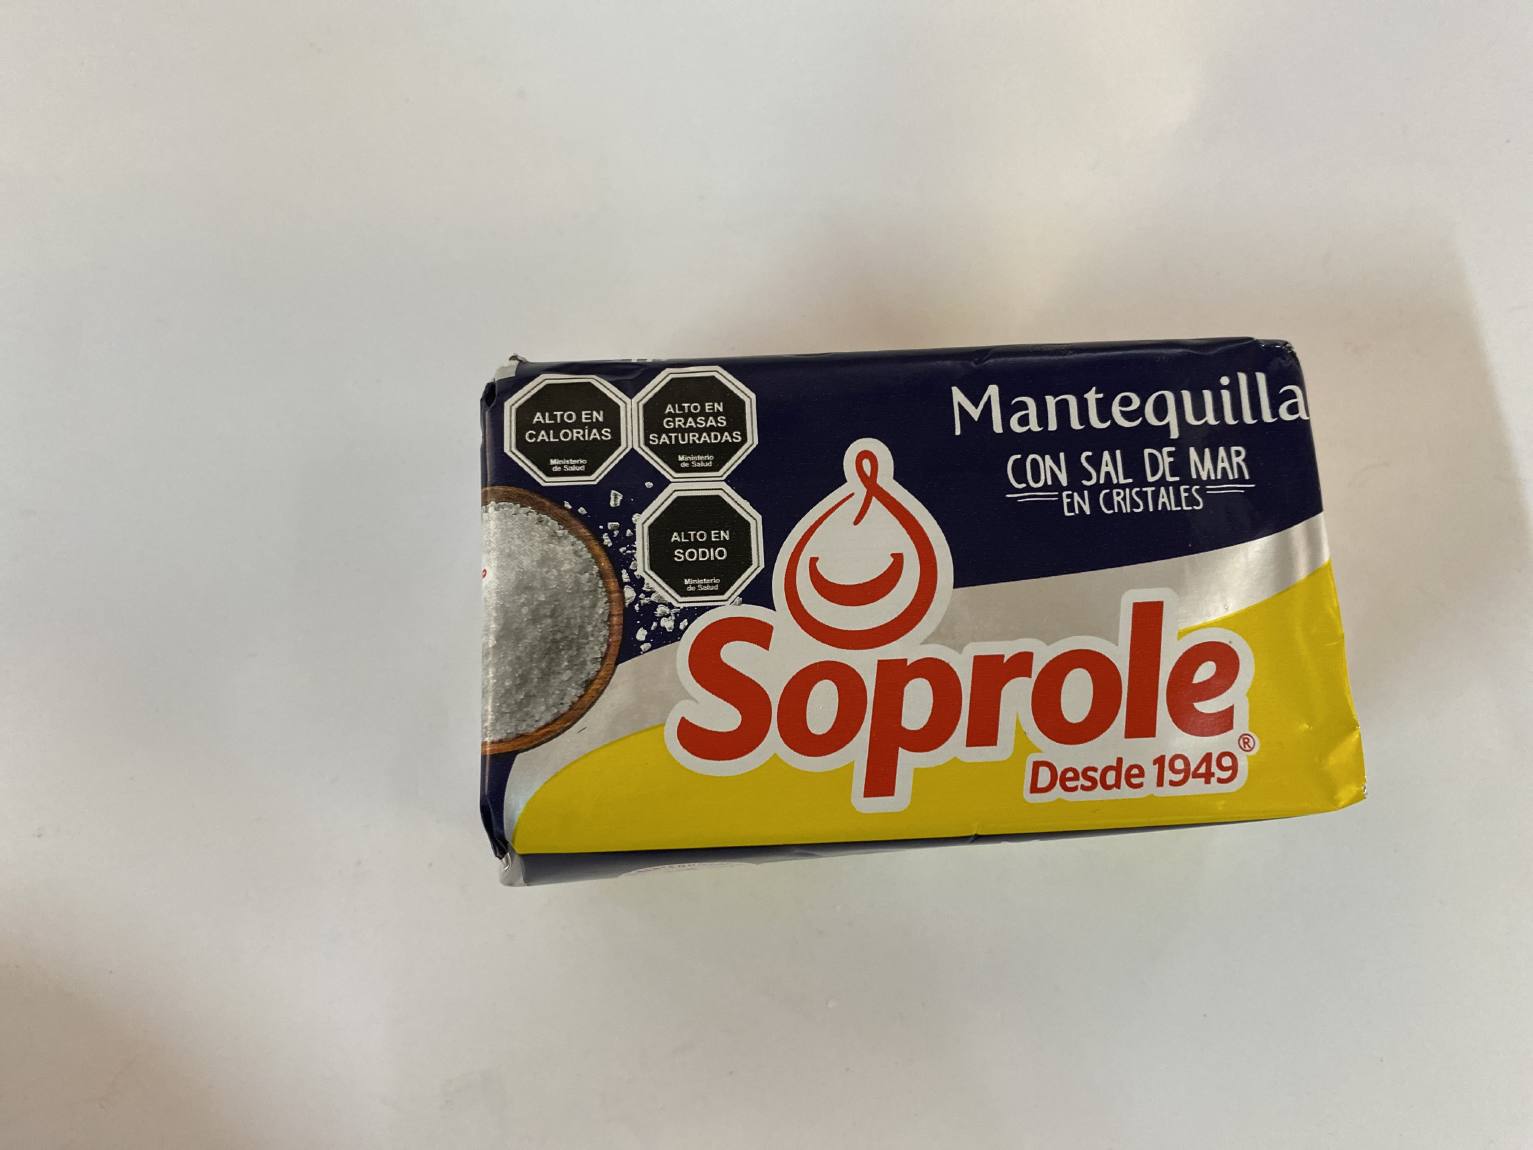 ALTO EN
CALORÍAS
Ministerio
de Salud
ALTO EN
GRASAS
SATURADAS
Ministerio
de Salud
ALTO EN
SODIO
Ministerio
de Salud
Mantequilla
CON SAL DE MAR
EN CRISTALES
Soprole
®
Desde 1949